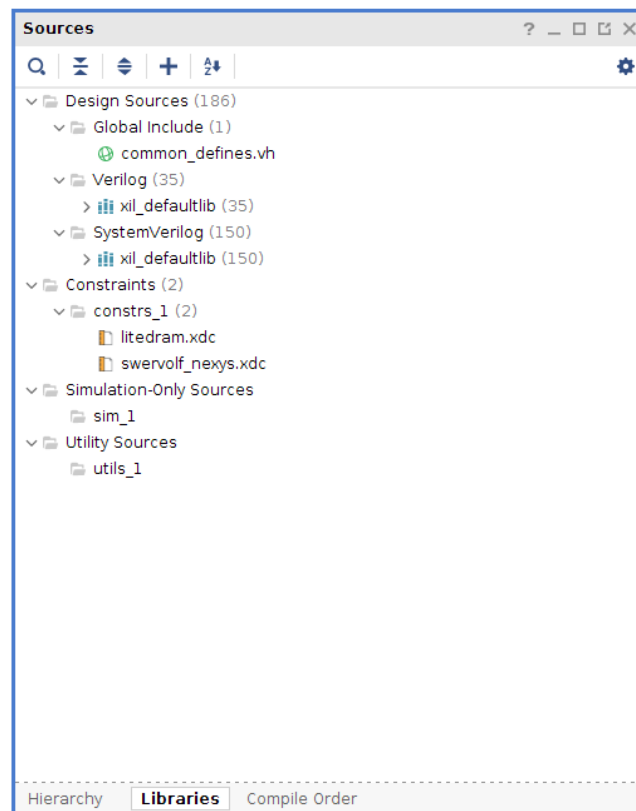 Sources
Design Sources (186)
Global Include (1)
common_defines.vh
Verilog (35)
xil_defaultlib (35)
SystemVerilog (150)
xil_defaultlib (150)
Constraints (2)
constrs_1 (2)
litedram.xdc
swervolf_nexys.xdc
Simulation-Only Sources
sim_1
Utility Sources
utils_1
Hierarchy Libraries Compile Order